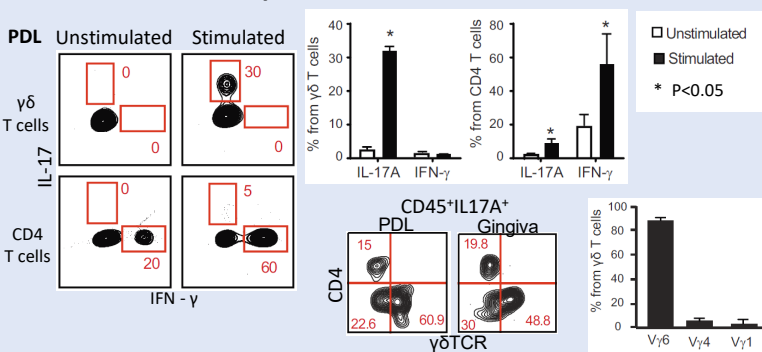 PDL Unstimulated Stimulated
γδ
T cells
0
0
30
0
IL-17
CD4
T cells
0
20
5
60
IFN - γ
40
30
20
10
0
% from γδ T cells
*
IL-17A IFN-γ
80
60
40
20
0
% from CD4 T cells
*
*
IL-17A IFN-γ
Unstimulated
Stimulated
* P<0.05
CD45⁺IL17A⁺
PDL Gingiva
15
22.6 60.9
19.8
30 48.8
CD4
γδTCR
100
80
60
40
20
0
% from γδ T cells
Vγ6 Vγ4 Vγ1